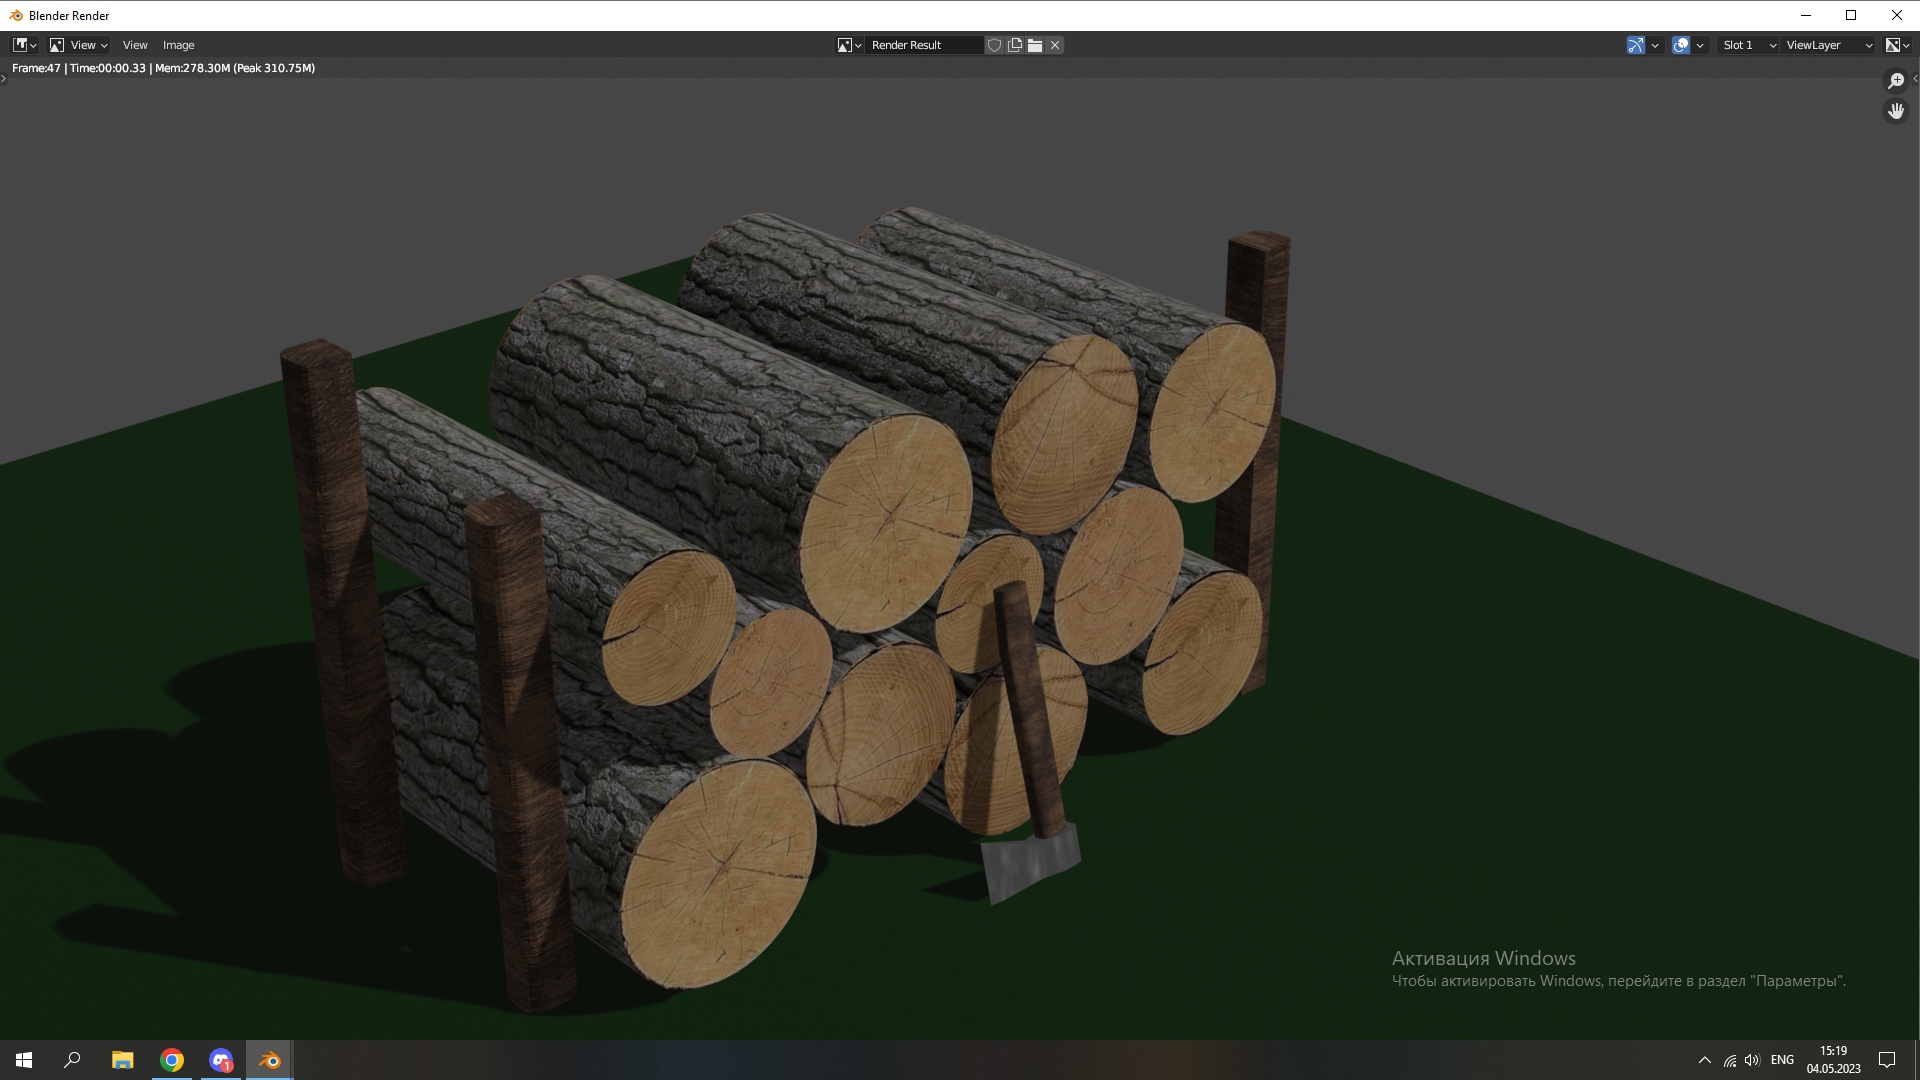 Blender Render
View View Image Render Result Slot 1 ViewLayer
Frame:47 | Time:00:00.33 | Mem:278.30M (Peak 310.75M)
Активация Windows
Чтобы активировать Windows, перейдите в раздел "Параметры".
1
ENG
15:19
04.05.2023